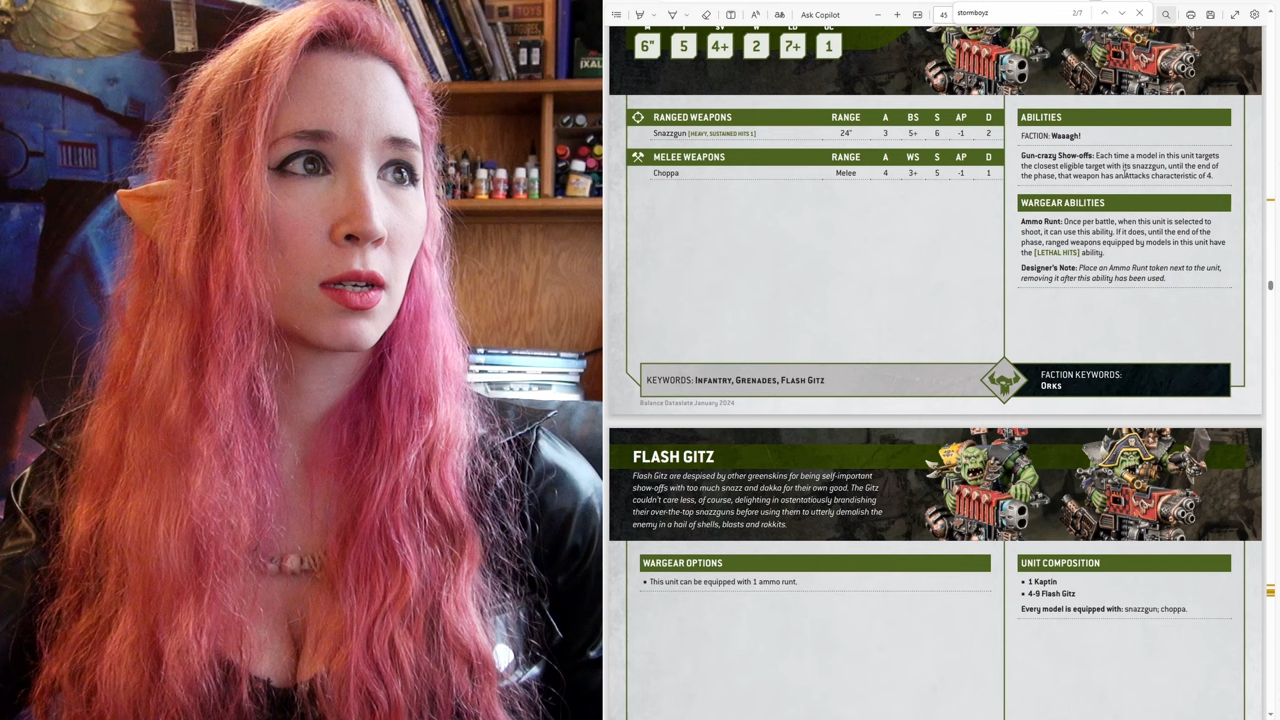 Ask Copilot
45
stormboyz
2/7
M
SV
W
LD
OC
6"
5
4+
2
7+
1
RANGED WEAPONS RANGE A BS S AP D
Snazzgun [HEAVY, SUSTAINED HITS 1] 24" 3 5+ 6 -1 2
MELEE WEAPONS RANGE A WS S AP D
Choppa Melee 4 3+ 5 -1 1
ABILITIES
FACTION: Waaagh!
Gun-crazy Show-offs: Each time a model in this unit targets
the closest eligible target with its snazzgun, until the end of
the phase, that weapon has an Attacks characteristic of 4.
WARGEAR ABILITIES
Ammo Runt: Once per battle, when this unit is selected to
shoot, it can use this ability. If it does, until the end of the
phase, ranged weapons equipped by models in this unit have
the [LETHAL HITS] ability.
Designer's Note: Place an Ammo Runt token next to the unit,
removing it after this ability has been used.
KEYWORDS: INFANTRY, GRENADES, FLASH GITZ
FACTION KEYWORDS:
ORKS
Balance Dataslate January 2024
FLASH GITZ
Flash Gitz are despised by other greenskins for being self-important
show-offs with too much snazz and dakka for their own good. The Gitz
couldn't care less, of course, delighting in ostentatiously brandishing
their over-the-top snazzguns before using them to utterly demolish the
enemy in a hail of shells, blasts and rokkits.
WARGEAR OPTIONS
▪ This unit can be equipped with 1 ammo runt.
UNIT COMPOSITION
▪ 1 Kaptin
▪ 4-9 Flash Gitz
Every model is equipped with: snazzgun; choppa.